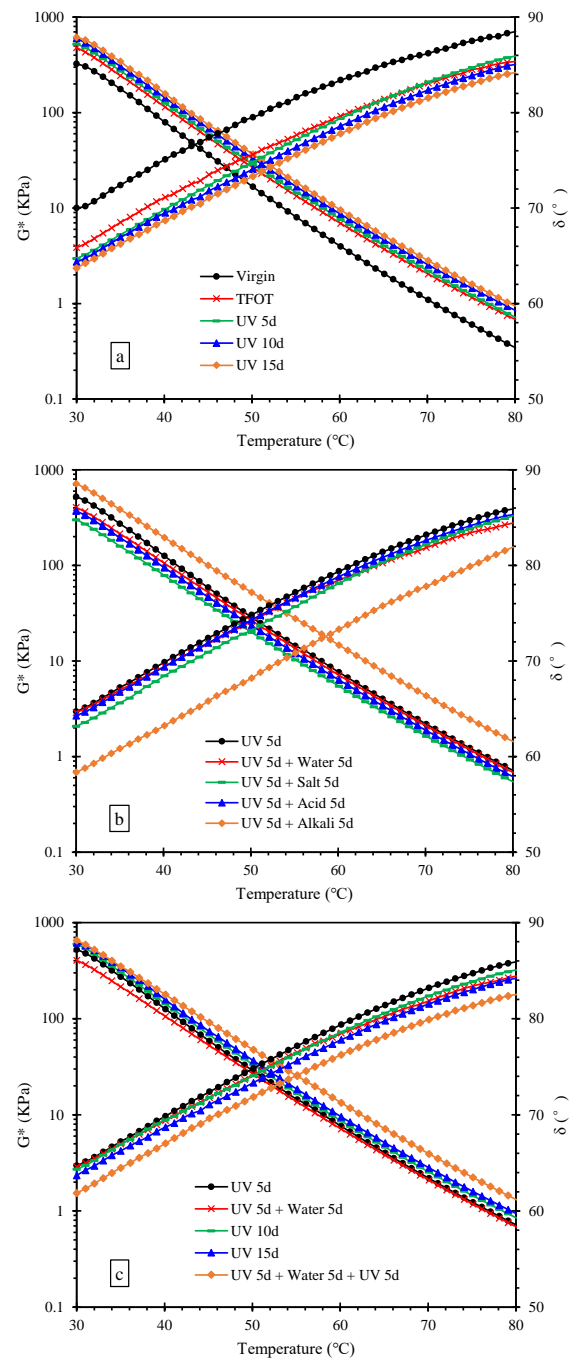 1000
100
10
1
0.1
G* (KPa)
90
80
70
60
50
δ (°)
Virgin
TFOT
UV 5d
UV 10d
UV 15d
a
30 40 50 60 70 80
Temperature (℃)
1000
100
10
1
0.1
G* (KPa)
90
80
70
60
50
δ (°)
UV 5d
UV 5d + Water 5d
UV 5d + Salt 5d
UV 5d + Acid 5d
UV 5d + Alkali 5d
b
30 40 50 60 70 80
Temperature (℃)
1000
100
10
1
0.1
G* (KPa)
90
80
70
60
50
δ (°)
UV 5d
UV 5d + Water 5d
UV 10d
UV 15d
UV 5d + Water 5d + UV 5d
c
30 40 50 60 70 80
Temperature (℃)